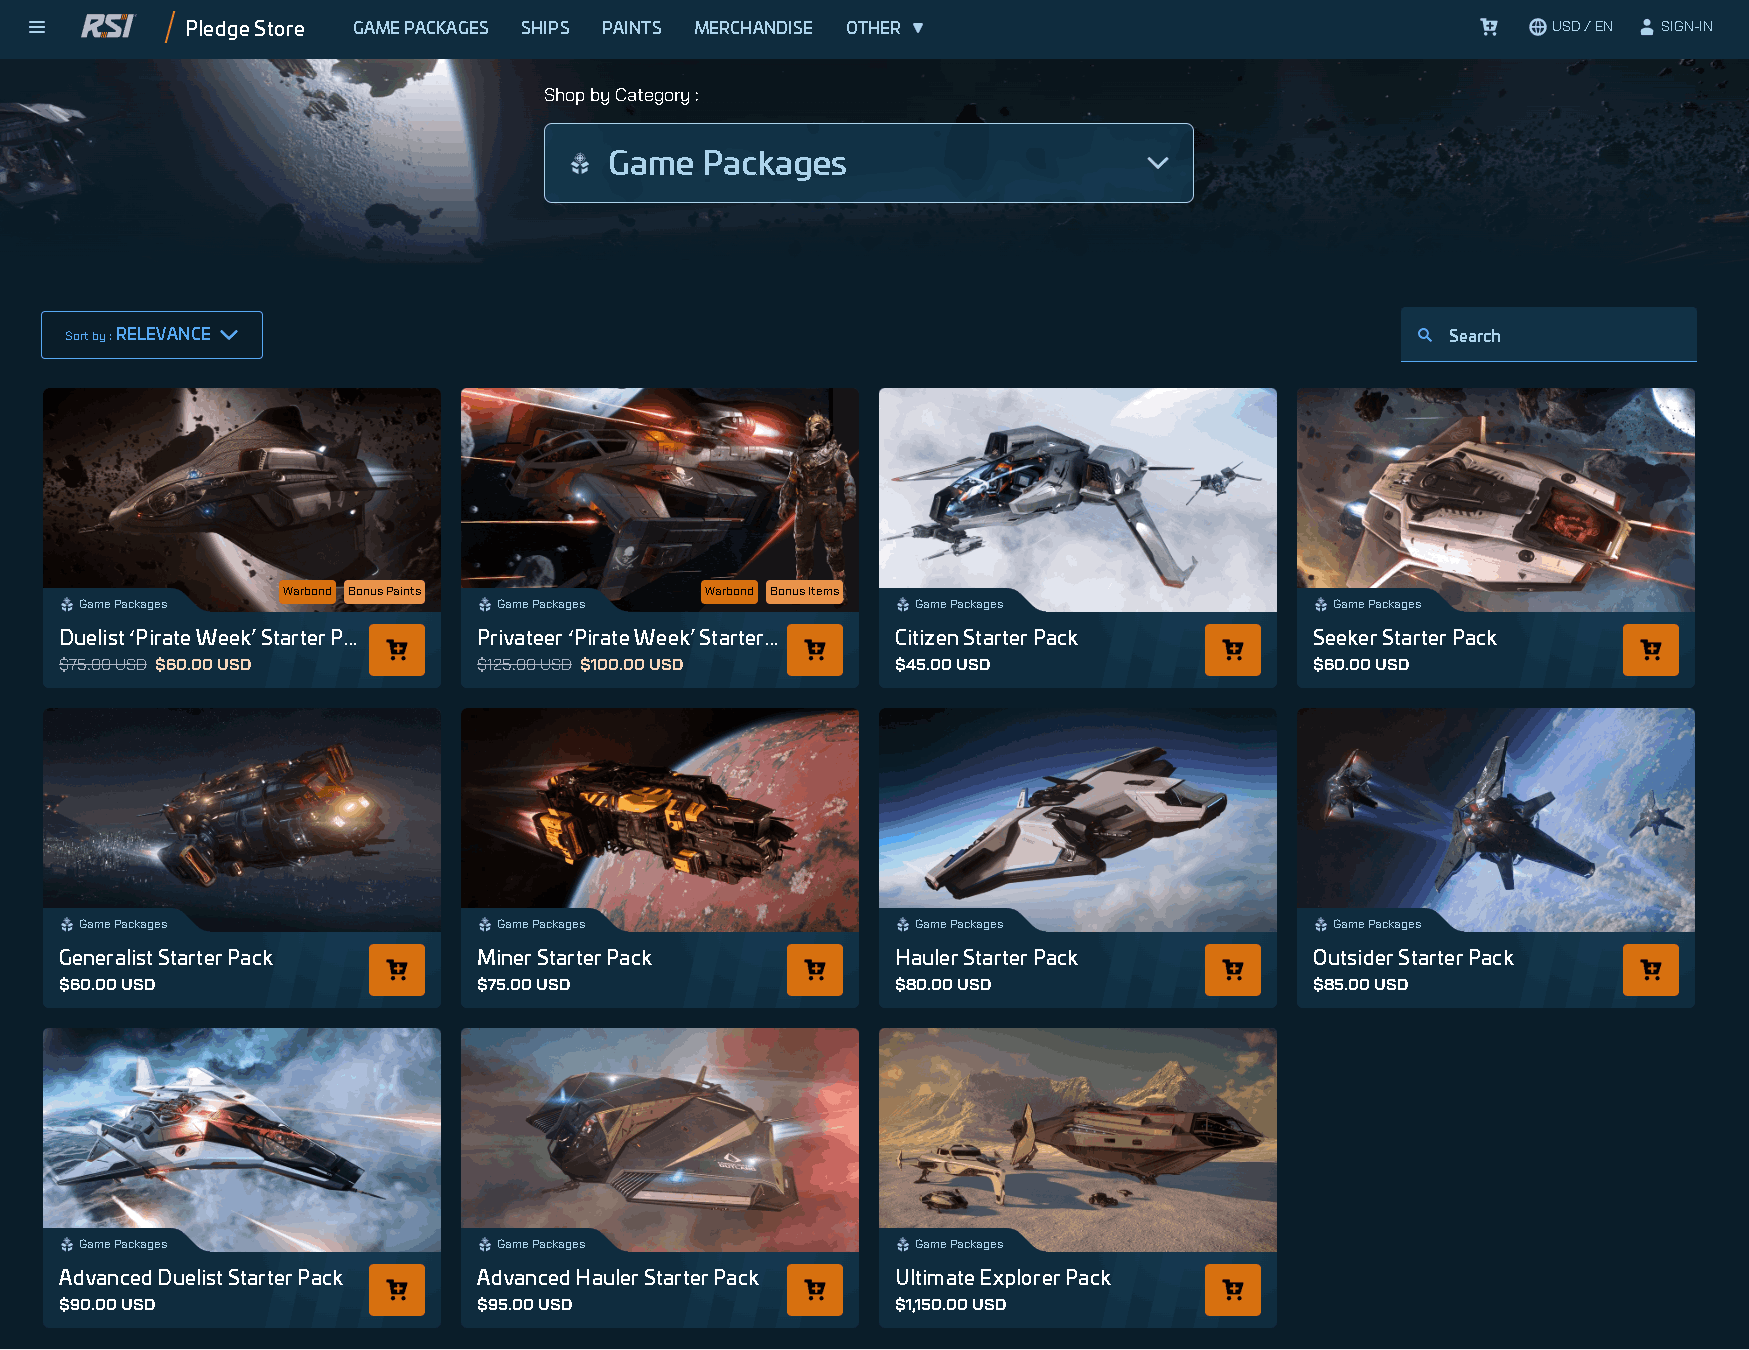 RSI / Pledge Store GAME PACKAGES SHIPS PAINTS MERCHANDISE OTHER ▼ USD / EN SIGN-IN
Shop by Category :
Game Packages
Sort by : RELEVANCE
Search
Warbond Bonus Paints
Game Packages
Duelist ‘Pirate Week’ Starter P...
$75.00 USD $60.00 USD
Warbond Bonus Items
Game Packages
Privateer ‘Pirate Week’ Starter...
$125.00 USD $100.00 USD
Game Packages
Citizen Starter Pack
$45.00 USD
Game Packages
Seeker Starter Pack
$60.00 USD
Game Packages
Generalist Starter Pack
$60.00 USD
Game Packages
Miner Starter Pack
$75.00 USD
Game Packages
Hauler Starter Pack
$80.00 USD
Game Packages
Outsider Starter Pack
$85.00 USD
Game Packages
Advanced Duelist Starter Pack
$90.00 USD
Game Packages
Advanced Hauler Starter Pack
$95.00 USD
Game Packages
Ultimate Explorer Pack
$1,150.00 USD